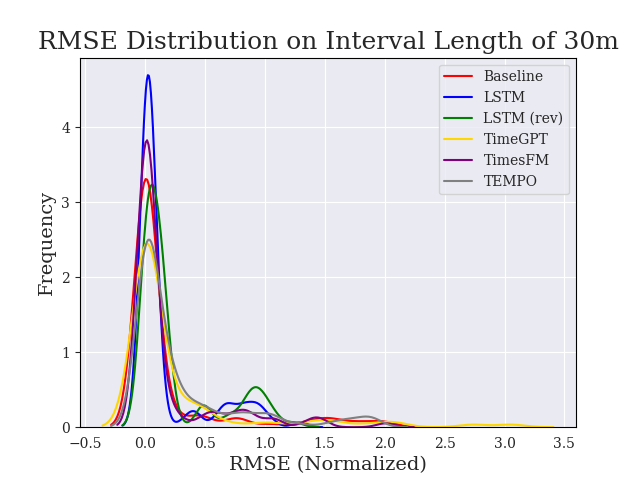 RMSE Distribution on Interval Length of 30m
Baseline
LSTM
LSTM (rev)
TimeGPT
TimesFM
TEMPO
Frequency
4
3
2
1
0
−0.5 0.0 0.5 1.0 1.5 2.0 2.5 3.0 3.5
RMSE (Normalized)